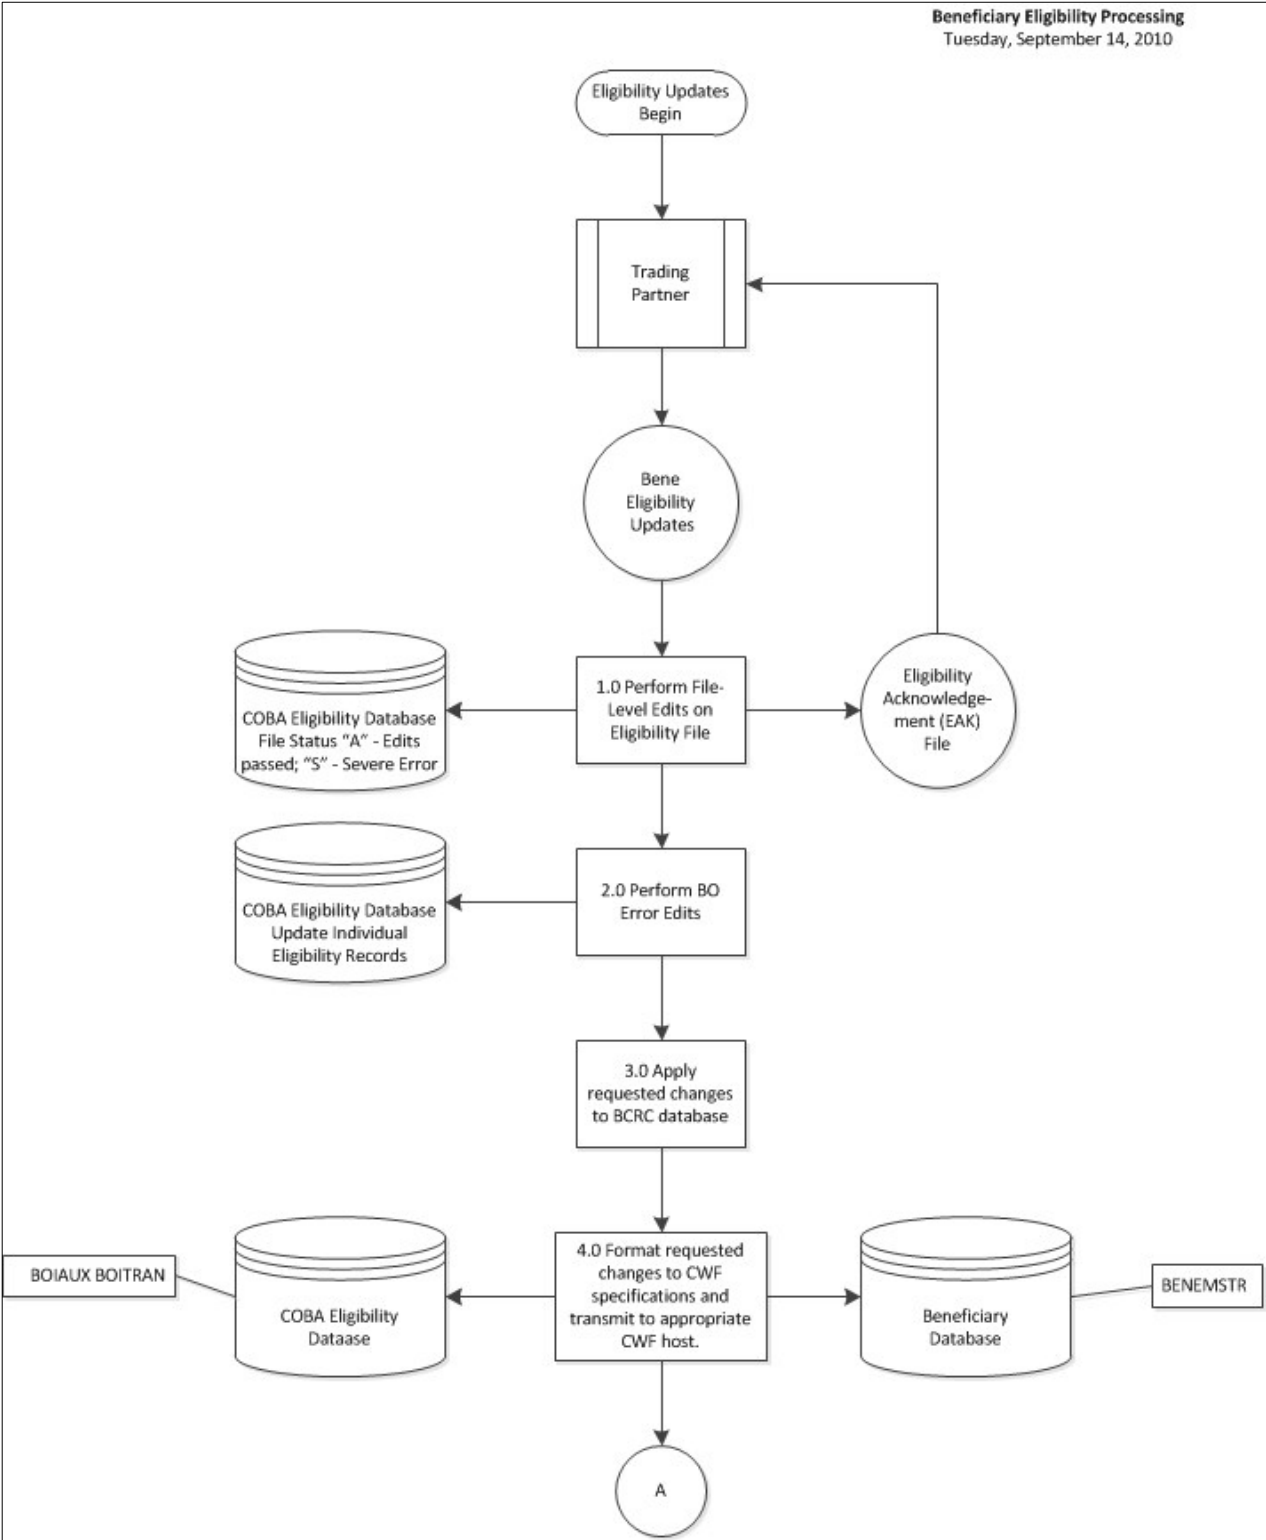 Beneficiary Eligibility Processing
Tuesday, September 14, 2010
Eligibility Updates
Begin
Trading
Partner
Bene
Eligibility
Updates
COBA Eligibility Database
File Status “A” - Edits
passed; “S” - Severe Error
1.0 Perform File-
Level Edits on
Eligibility File
Eligibility
Acknowledge-
ment (EAK)
File
COBA Eligibility Database
Update Individual
Eligibility Records
2.0 Perform BO
Error Edits
3.0 Apply
requested changes
to BCRC database
BOIAUX BOITRAN
COBA Eligibility
Dataase
4.0 Format requested
changes to CWF
specifications and
transmit to appropriate
CWF host.
Beneficiary
Database
BENEMSTR
A